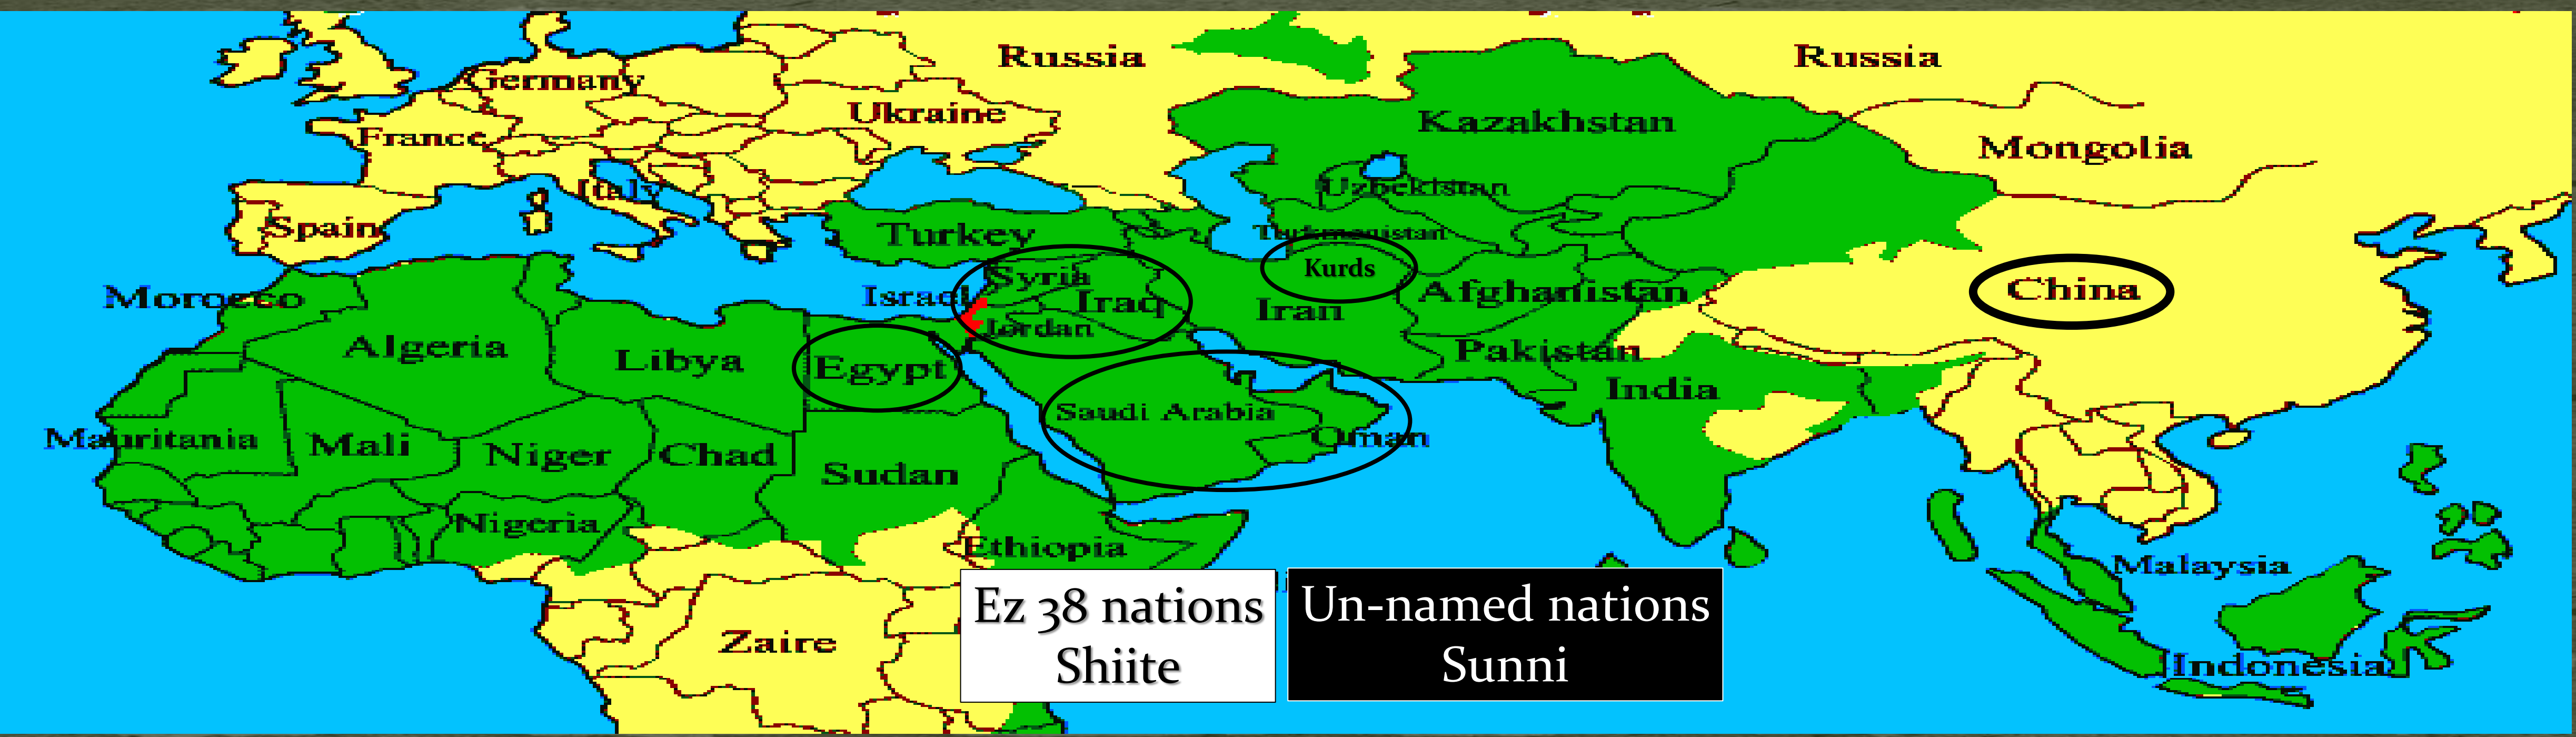 Russia
Russia
Germany
Ukraine
France
Kazakhstan
Mongolia
Italy
Uzbekistan
Spain
Turkey
Turkmenistan
Kurds
Syria
Morocco
Israel
Iraq
Iran
Afghanistan
China
Jordan
Algeria
Libya
Egypt
Pakistan
India
Saudi Arabia
Oman
Mauritania
Mali
Niger
Chad
Sudan
Nigeria
Ethiopia
Malaysia
Zaire
Indonesia
Ez 38 nations
Shiite
Un-named nations
Sunni